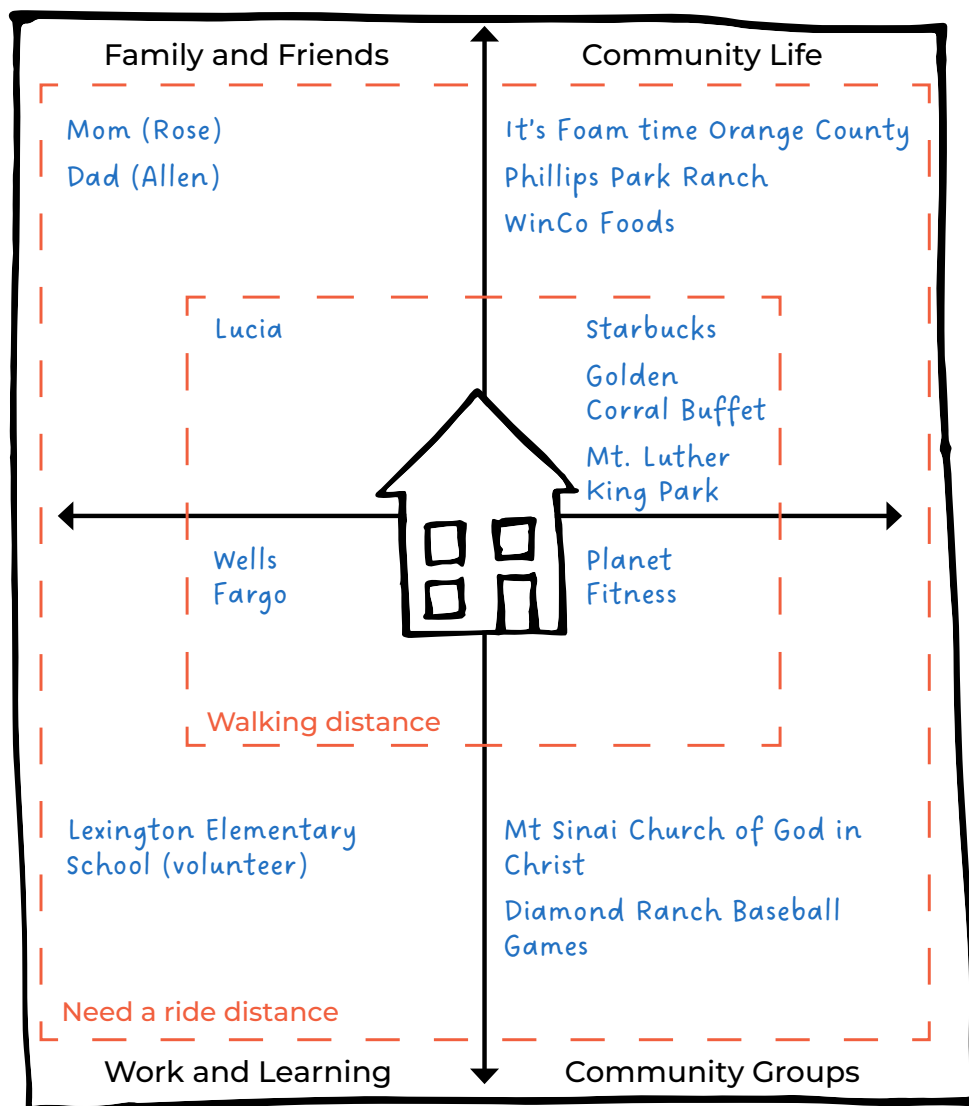 Family and Friends
Community Life
Mom (Rose)
Dad (Allen)
It's Foam time Orange County
Phillips Park Ranch
WinCo Foods
Lucia
Starbucks
Golden
Corral Buffet
Mt. Luther
King Park
Wells
Fargo
Planet
Fitness
Walking distance
Lexington Elementary
School (volunteer)
Mt Sinai Church of God in
Christ
Diamond Ranch Baseball
Games
Need a ride distance
Work and Learning
Community Groups